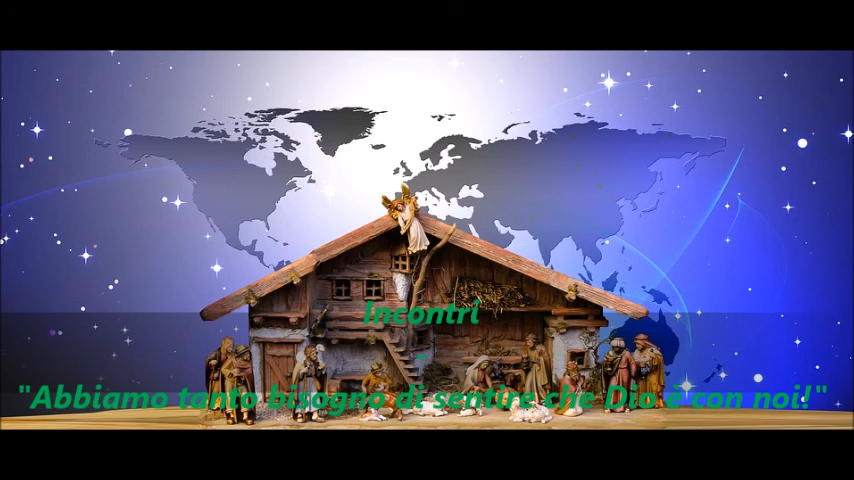 Incontri
-
"Abbiamo tanto bisogno di sentire che Dio è con noi!"